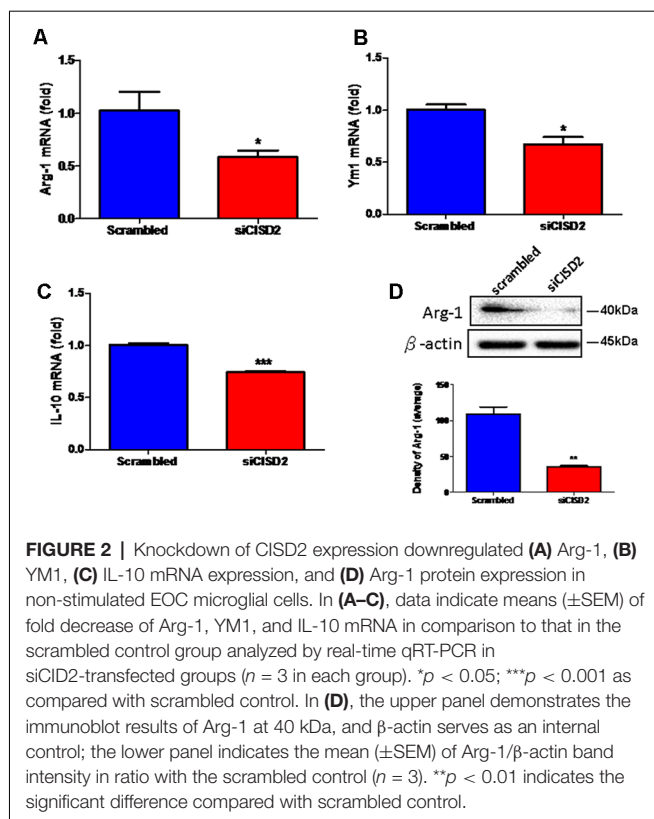 A
Arg-1 mRNA (fold)
1.5
1.0
0.5
0.0
*
Scrambled
siCISD2
B
Ym1 mRNA (fold)
1.5
1.0
0.5
0.0
*
Scrambled
siCISD2
C
IL-10 mRNA (fold)
1.5
1.0
0.5
0.0
***
Scrambled
siCISD2
D
scrambled
siCISD2
Arg-1
40kDa
β-actin
45kDa
Density of Arg-1
150
100
50
0
**
Scrambled
siCISD2
FIGURE 2 | Knockdown of CISD2 expression downregulated (A) Arg-1, (B)
YM1, (C) IL-10 mRNA expression, and (D) Arg-1 protein expression in
non-stimulated EOC microglial cells. In (A–C), data indicate means (±SEM) of
fold decrease of Arg-1, YM1, and IL-10 mRNA in comparison to that in the
scrambled control group analyzed by real-time qRT-PCR in
siCID2-transfected groups (n = 3 in each group). *p < 0.05; ***p < 0.001 as
compared with scrambled control. In (D), the upper panel demonstrates the
immunoblot results of Arg-1 at 40 kDa, and β-actin serves as an internal
control; the lower panel indicates the mean (±SEM) of Arg-1/β-actin band
intensity in ratio with the scrambled control (n = 3). **p < 0.01 indicates the
significant difference compared with scrambled control.